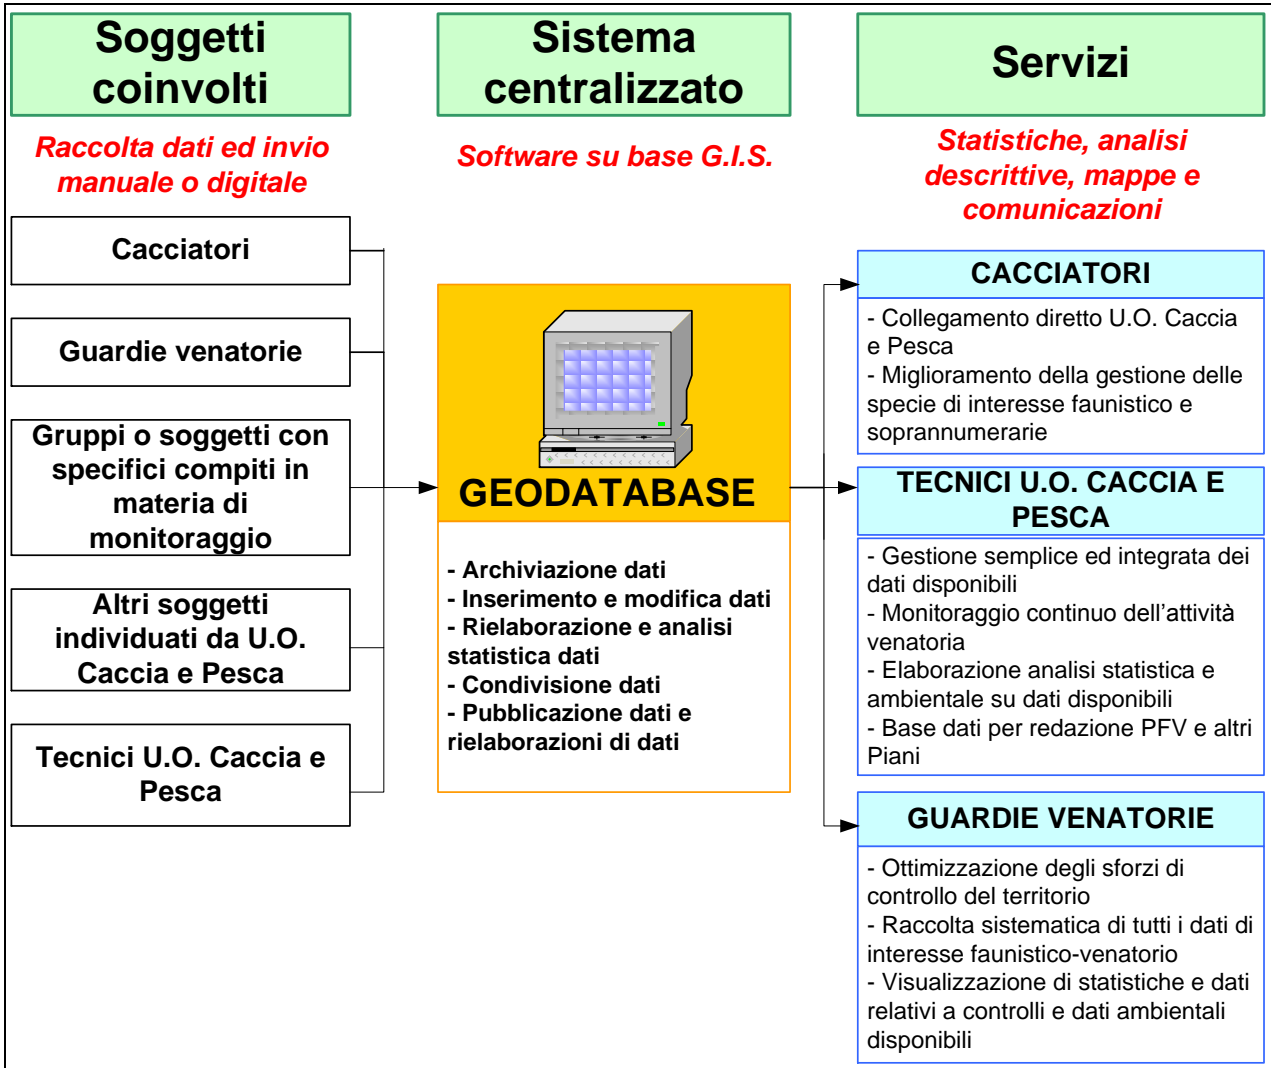 Soggetti
coinvolti
Raccolta dati ed invio
manuale o digitale
Cacciatori
Guardie venatorie
Gruppi o soggetti con
specifici compiti in
materia di
monitoraggio
Altri soggetti
individuati da U.O.
Caccia e Pesca
Tecnici U.O. Caccia e
Pesca
Sistema
centralizzato
Software su base G.I.S.
GEODATABASE
- Archiviazione dati
- Inserimento e modifica dati
- Rielaborazione e analisi
statistica dati
- Condivisione dati
- Pubblicazione dati e
rielaborazioni di dati
Servizi
Statistiche, analisi
descrittive, mappe e
comunicazioni
CACCIATORI
- Collegamento diretto U.O. Caccia
e Pesca
- Miglioramento della gestione delle
specie di interesse faunistico e
soprannumerarie
TECNICI U.O. CACCIA E
PESCA
- Gestione semplice ed integrata dei
dati disponibili
- Monitoraggio continuo dell'attività
venatoria
- Elaborazione analisi statistica e
ambientale su dati disponibili
- Base dati per redazione PFV e altri
Piani
GUARDIE VENATORIE
- Ottimizzazione degli sforzi di
controllo del territorio
- Raccolta sistematica di tutti i dati di
interesse faunistico-venatorio
- Visualizzazione di statistiche e dati
relativi a controlli e dati ambientali
disponibili